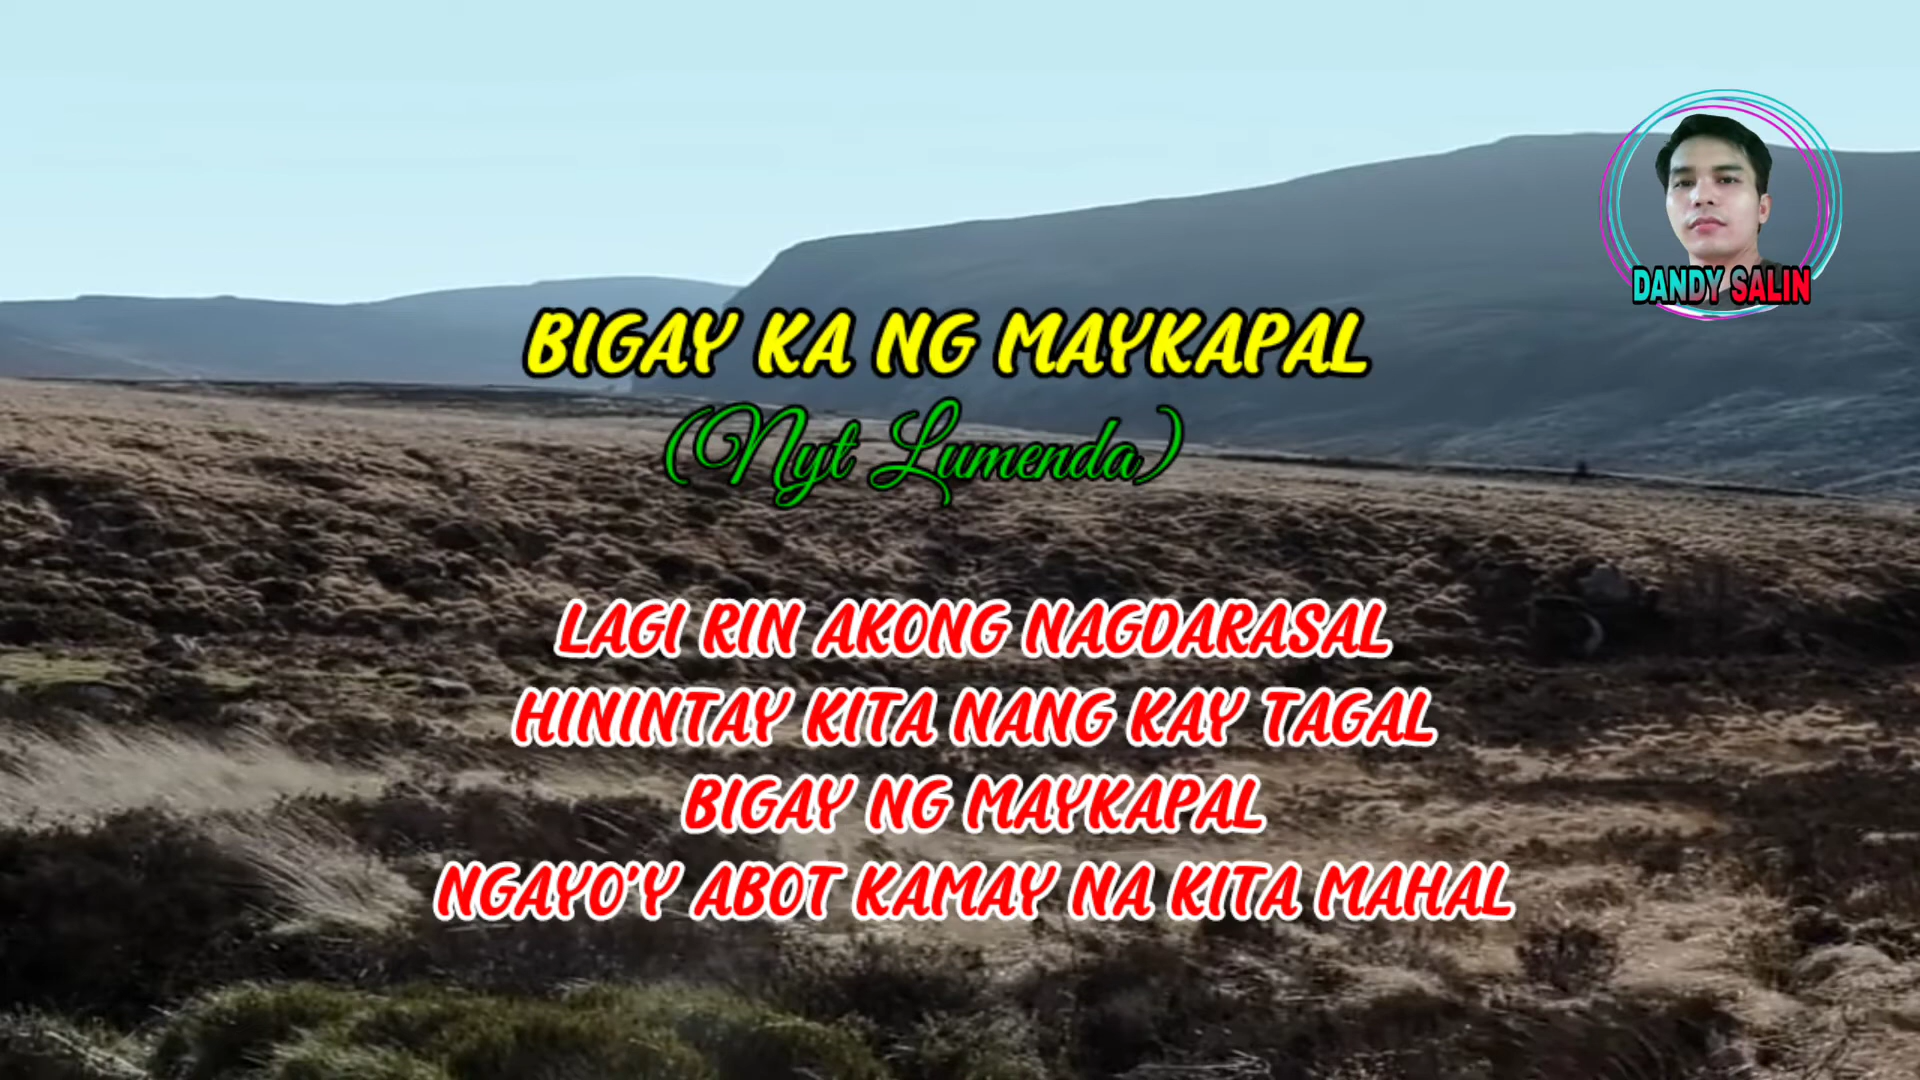 DANDY SALIN
BIGAY KA NG MAYKAPAL
(Nyt Lumenda)
LAGI RIN AKONG NAGDARASAL
HININTAY KITA NANG KAY TAGAL
BIGAY NG MAYKAPAL
NGAYO'Y ABOT KAMAY NA KITA MAHAL